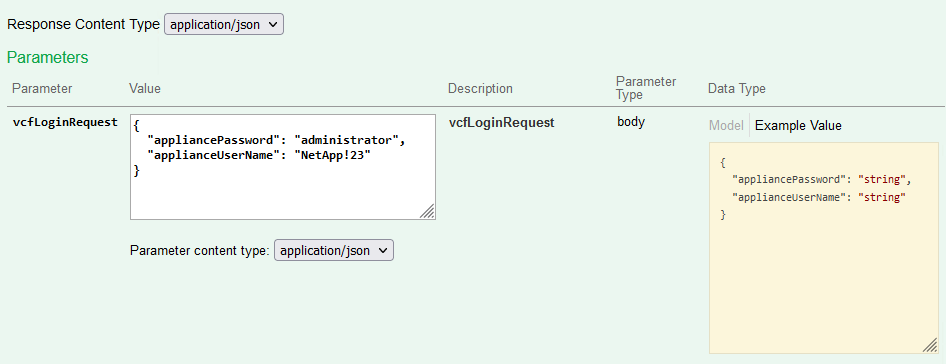 Response Content Type application/json
Parameters
Parameter Value Description Parameter Type Data Type
vcfLoginRequest
{
"appliancePassword": "administrator",
"applianceUserName": "NetApp!23"
}
Parameter content type: application/json
vcfLoginRequest
body
Model Example Value
{
"appliancePassword": "string",
"applianceUserName": "string"
}